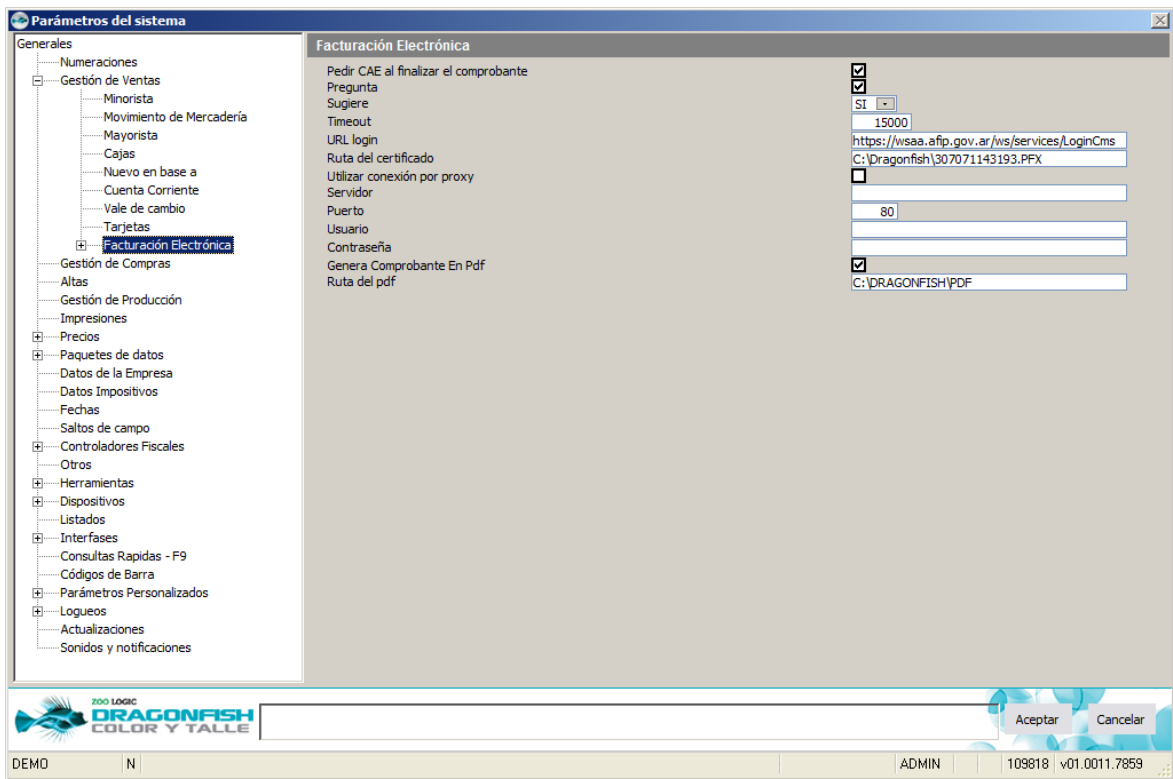 Parámetros del sistema
Generales
Numeraciones
Gestión de Ventas
Minorista
Movimiento de Mercadería
Mayorista
Cajas
Nuevo en base a
Cuenta Corriente
Vale de cambio
Tarjetas
Facturación Electrónica
Gestión de Compras
Altas
Gestión de Producción
Impresiones
Precios
Paquetes de datos
Datos de la Empresa
Datos Impositivos
Fechas
Saltos de campo
Controladores Fiscales
Otros
Herramientas
Dispositivos
Listados
Interfases
Consultas Rapidas - F9
Códigos de Barra
Parámetros Personalizados
Logueos
Actualizaciones
Sonidos y notificaciones
Facturación Electrónica
Pedir CAE al finalizar el comprobante
Pregunta
Sugiere SI
Timeout 15000
URL login https://wsaa.afip.gov.ar/ws/services/LoginCms
Ruta del certificado C:\Dragonfish\307071143193.PFX
Utilizar conexión por proxy
Servidor
Puerto 80
Usuario
Contraseña
Genera Comprobante En Pdf
Ruta del pdf C:\DRAGONFISH\PDF
ZOO LOGIC
DRAGONFISH
COLOR Y TALLE
Aceptar Cancelar
DEMO N ADMIN 109818 v01.0011.7859